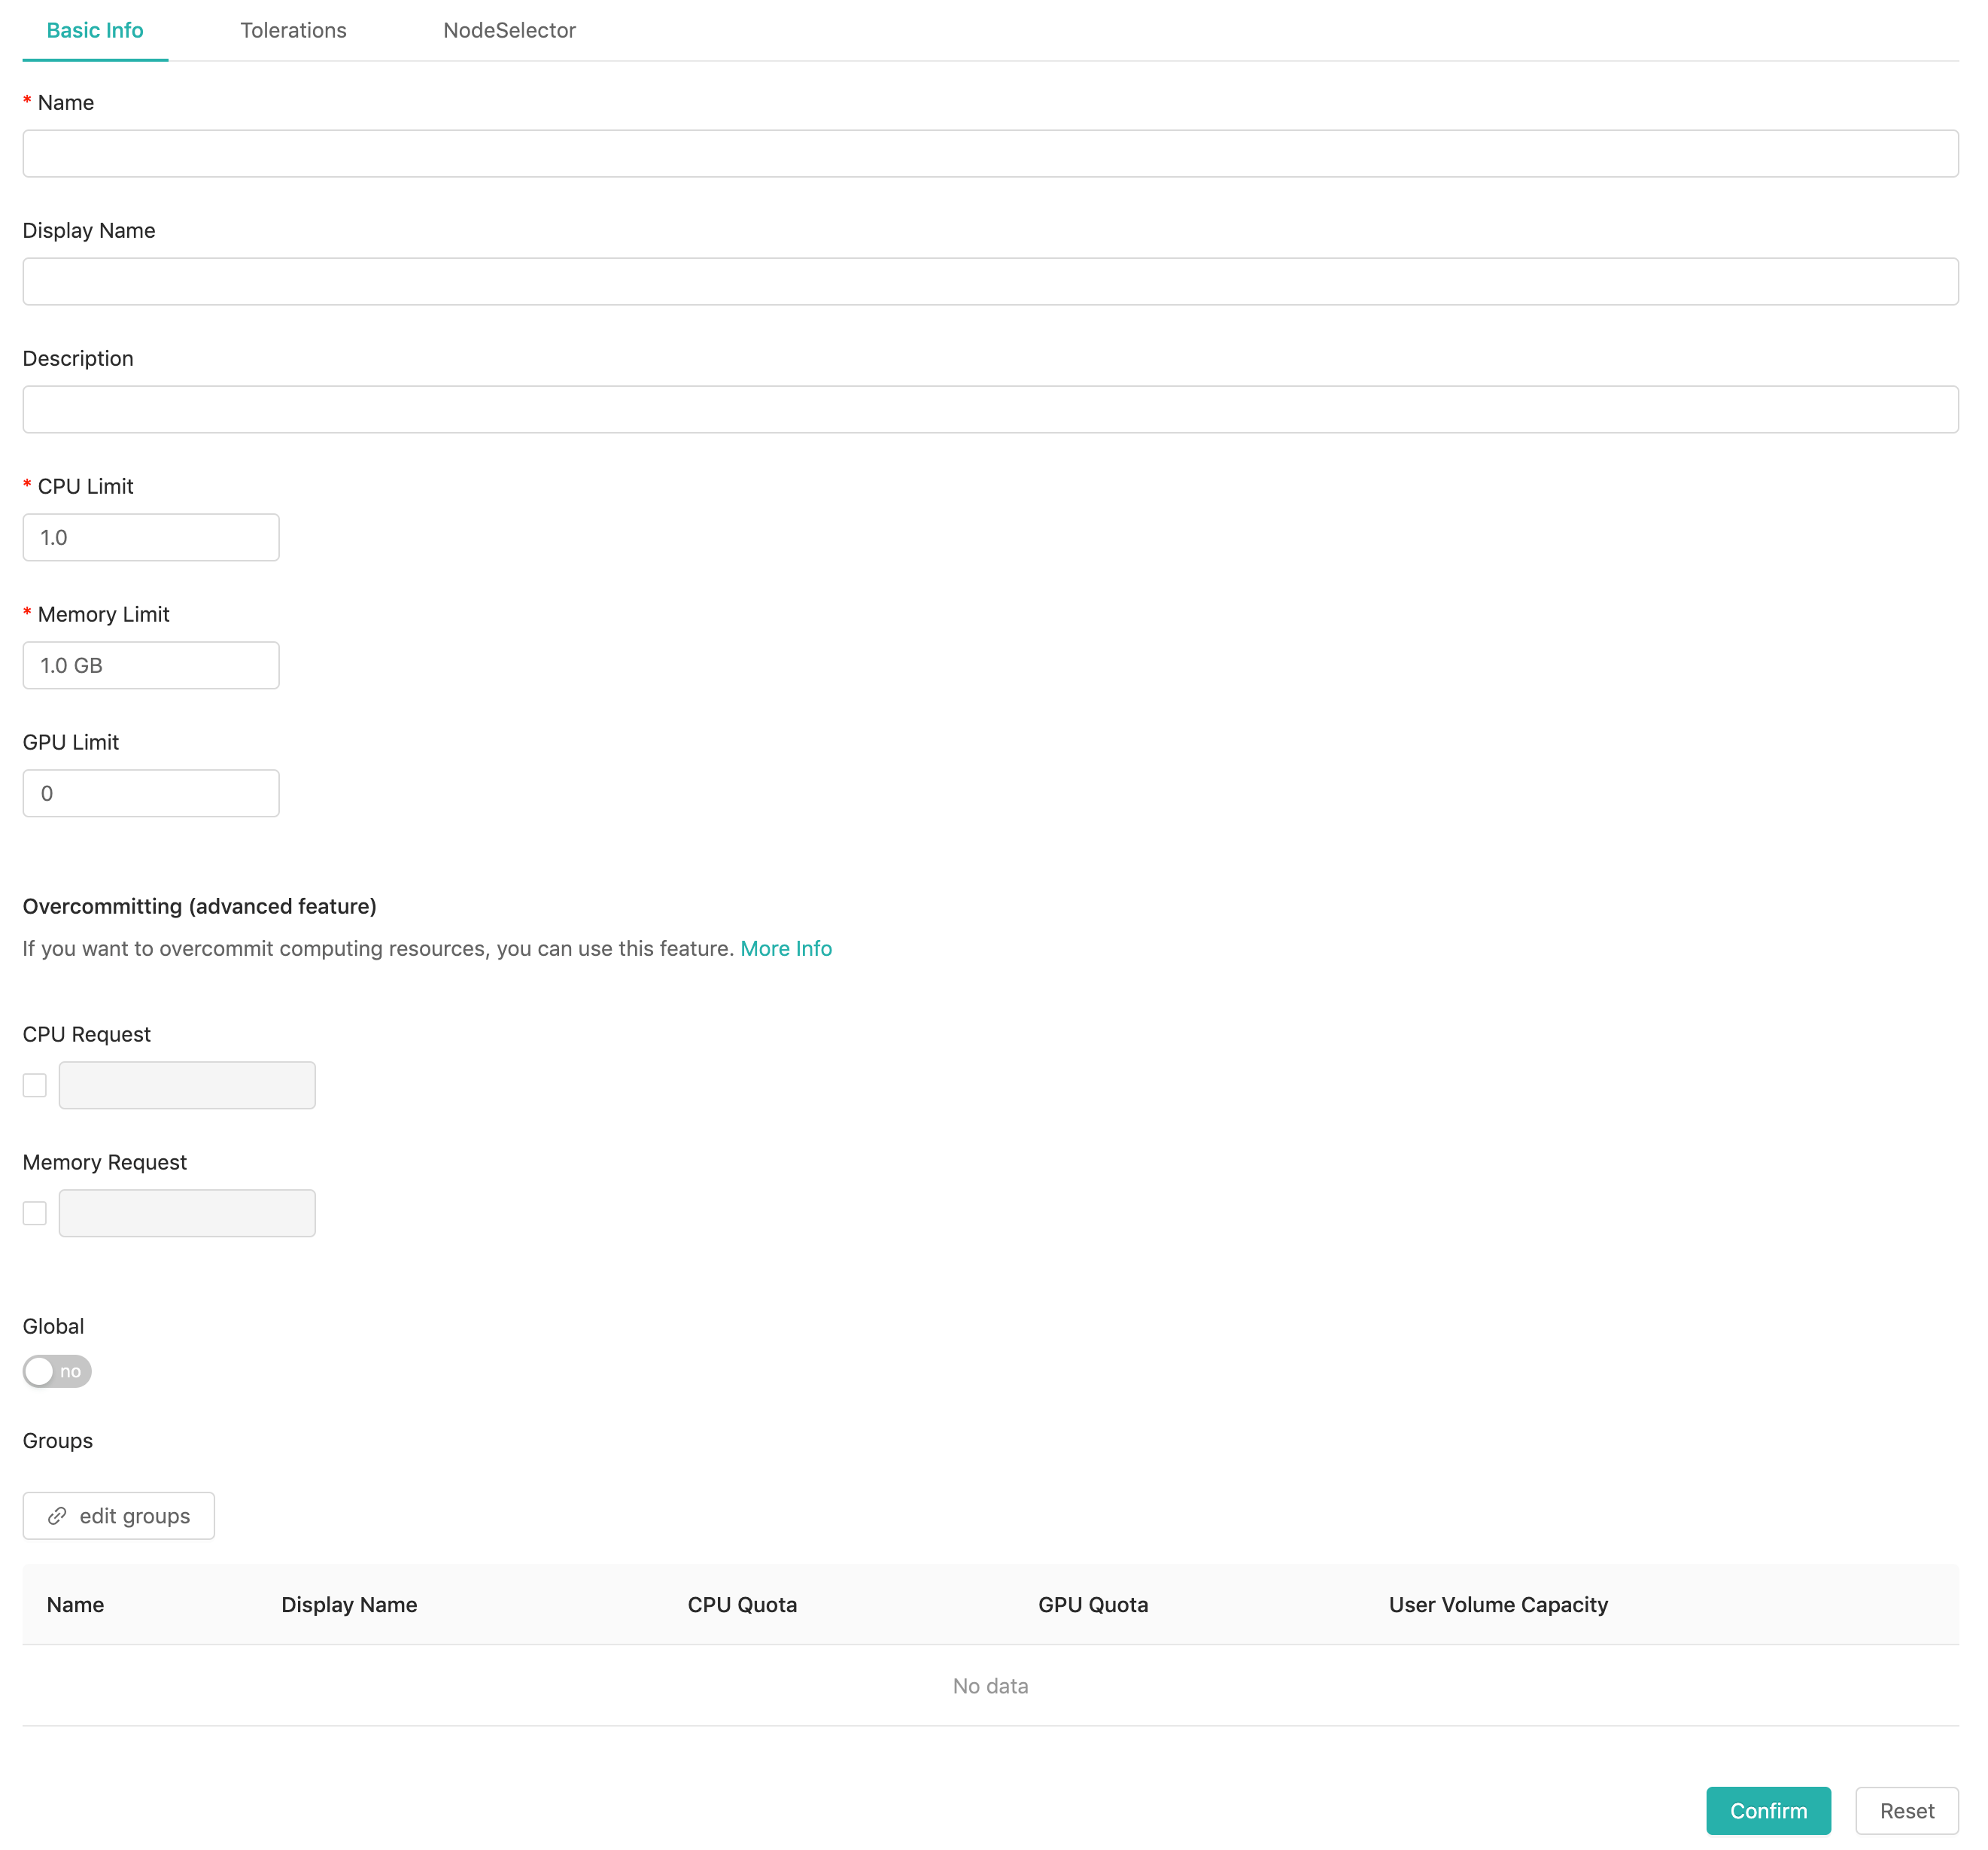 Basic Info Tolerations NodeSelector
* Name
Display Name
Description
* CPU Limit
1.0
* Memory Limit
1.0 GB
GPU Limit
0
Overcommitting (advanced feature)
If you want to overcommit computing resources, you can use this feature. More Info
CPU Request
Memory Request
Global
no
Groups
edit groups
Name Display Name CPU Quota GPU Quota User Volume Capacity
No data
Confirm Reset